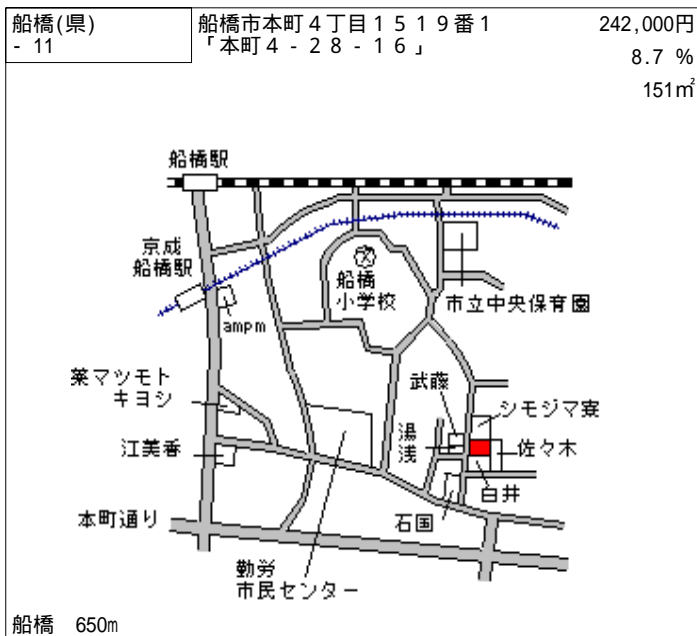 船橋(県)
- 11
船橋市本町４丁目１５１９番１
「本町４ - ２８ - １６」
242,000円
8.7 %
151㎡
船橋駅
京成
船橋駅
文
船橋
小学校
市立中央保育園
ampm
薬マツモト
キヨシ
武藤
シモジマ寮
江美香
湯浅
佐々木
白井
石国
本町通り
勤労
市民センター
船橋 650m